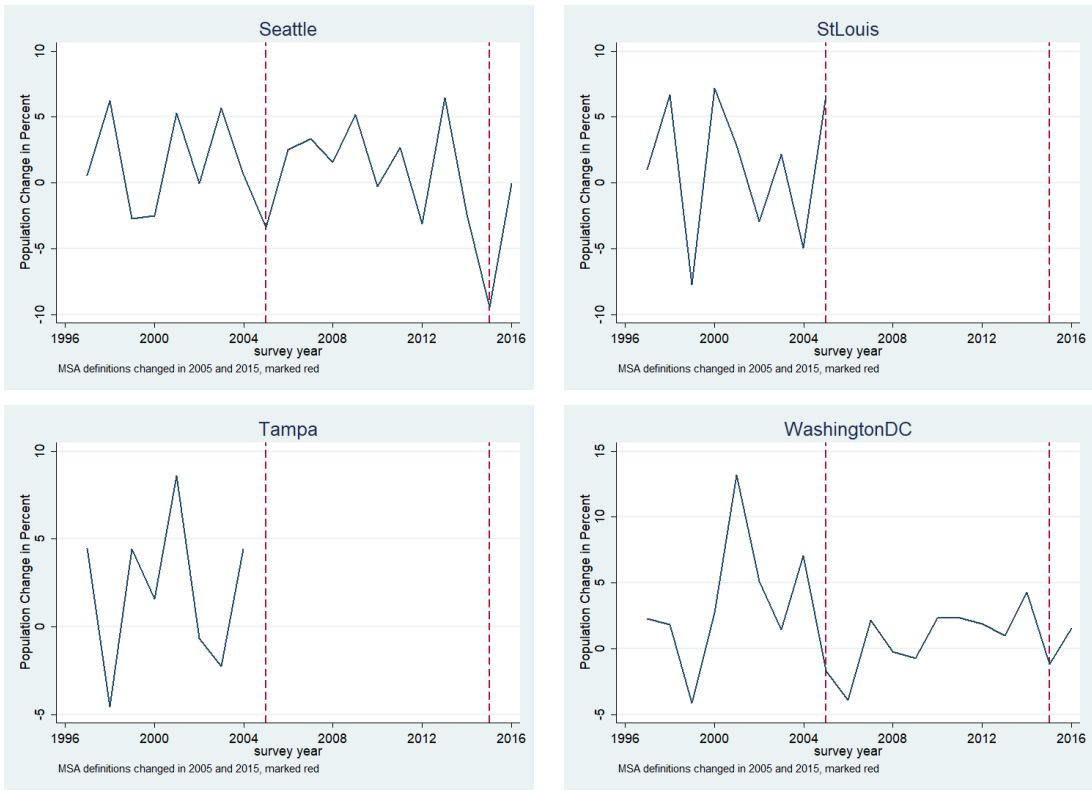 Seattle
Population Change in Percent
10
5
0
-5
-10
1996 2000 2004 2008 2012 2016
survey year
MSA definitions changed in 2005 and 2015, marked red
StLouis
Population Change in Percent
10
5
0
-5
-10
1996 2000 2004 2008 2012 2016
survey year
MSA definitions changed in 2005 and 2015, marked red
Tampa
Population Change in Percent
10
5
0
-5
1996 2000 2004 2008 2012 2016
survey year
MSA definitions changed in 2005 and 2015, marked red
WashingtonDC
Population Change in Percent
15
10
5
0
-5
1996 2000 2004 2008 2012 2016
survey year
MSA definitions changed in 2005 and 2015, marked red